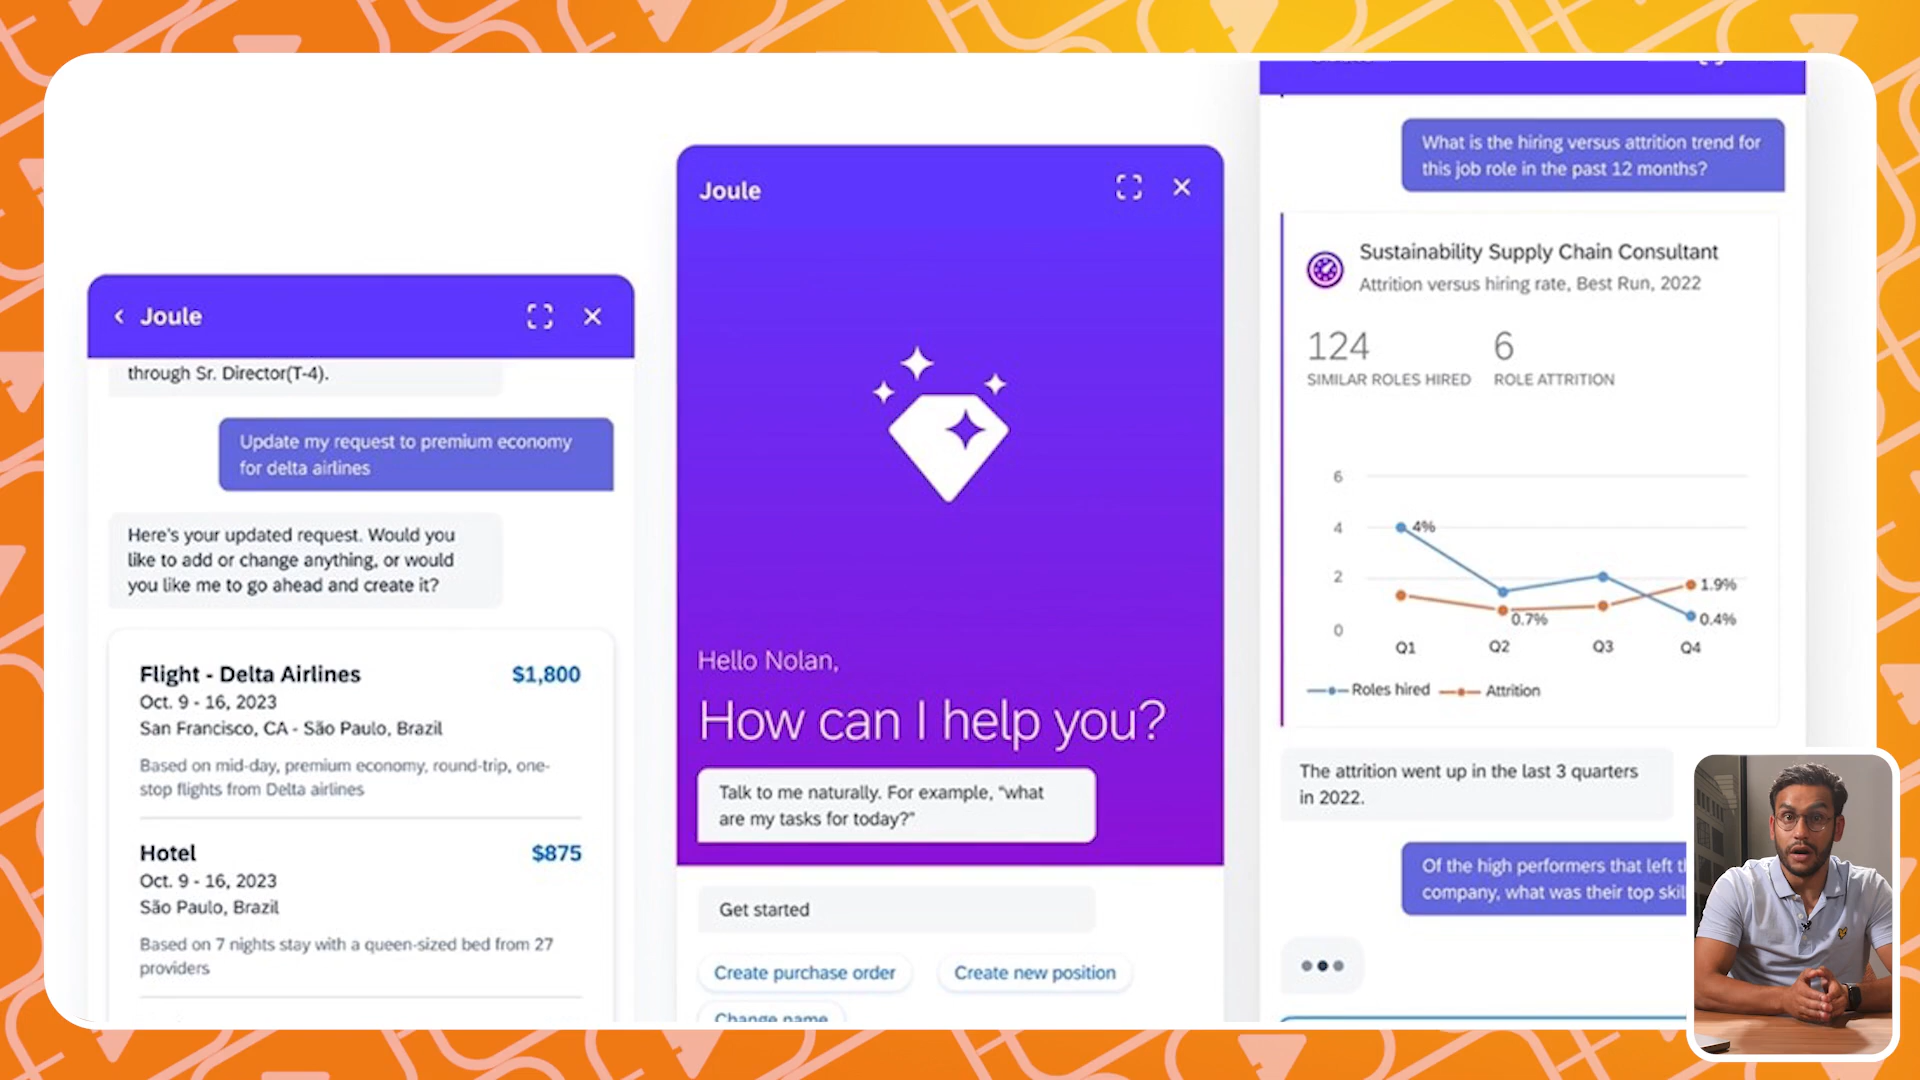 Joule
through Sr. Director(T-4).
Update my request to premium economy
for delta airlines
Here's your updated request. Would you
like to add or change anything, or would
you like me to go ahead and create it?
Flight - Delta Airlines
$1,800
Oct. 9 - 16, 2023
San Francisco, CA - São Paulo, Brazil
Based on mid-day, premium economy, round-trip, one-
stop flights from Delta airlines
Hotel
$875
Oct. 9 - 16, 2023
São Paulo, Brazil
Based on 7 nights stay with a queen-sized bed from 27
providers
Joule
Hello Nolan,
How can I help you?
Talk to me naturally. For example, "what
are my tasks for today?"
Get started
Create purchase order
Create new position
Change name
What is the hiring versus attrition trend for
this job role in the past 12 months?
Sustainability Supply Chain Consultant
Attrition versus hiring rate, Best Run, 2022
124
SIMILAR ROLES HIRED
6
ROLE ATTRITION
6
4
2
0
4%
0.7%
1.9%
0.4%
Q1
Q2
Q3
Q4
Roles hired
Attrition
The attrition went up in the last 3 quarters
in 2022.
Of the high performers that left
company, what was their top